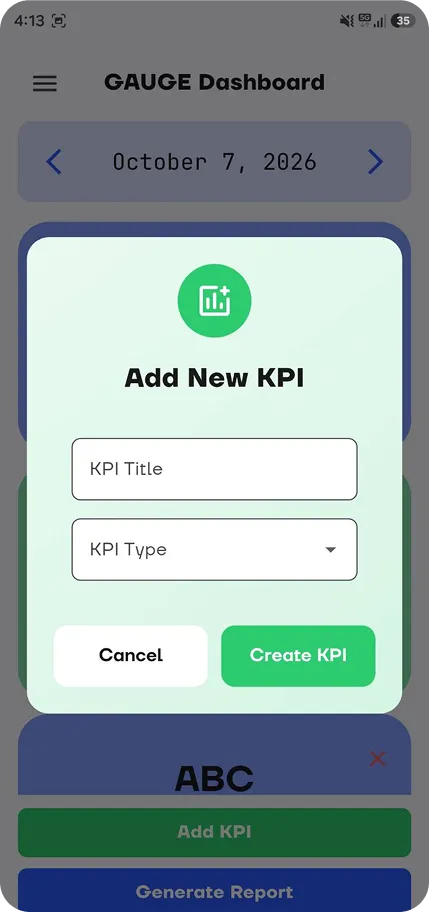 4:13
35
GAUGE Dashboard
October 7, 2026
Add New KPI
KPI Title
KPI Type
Cancel
Create KPI
ABC
Add KPI
Generate Report